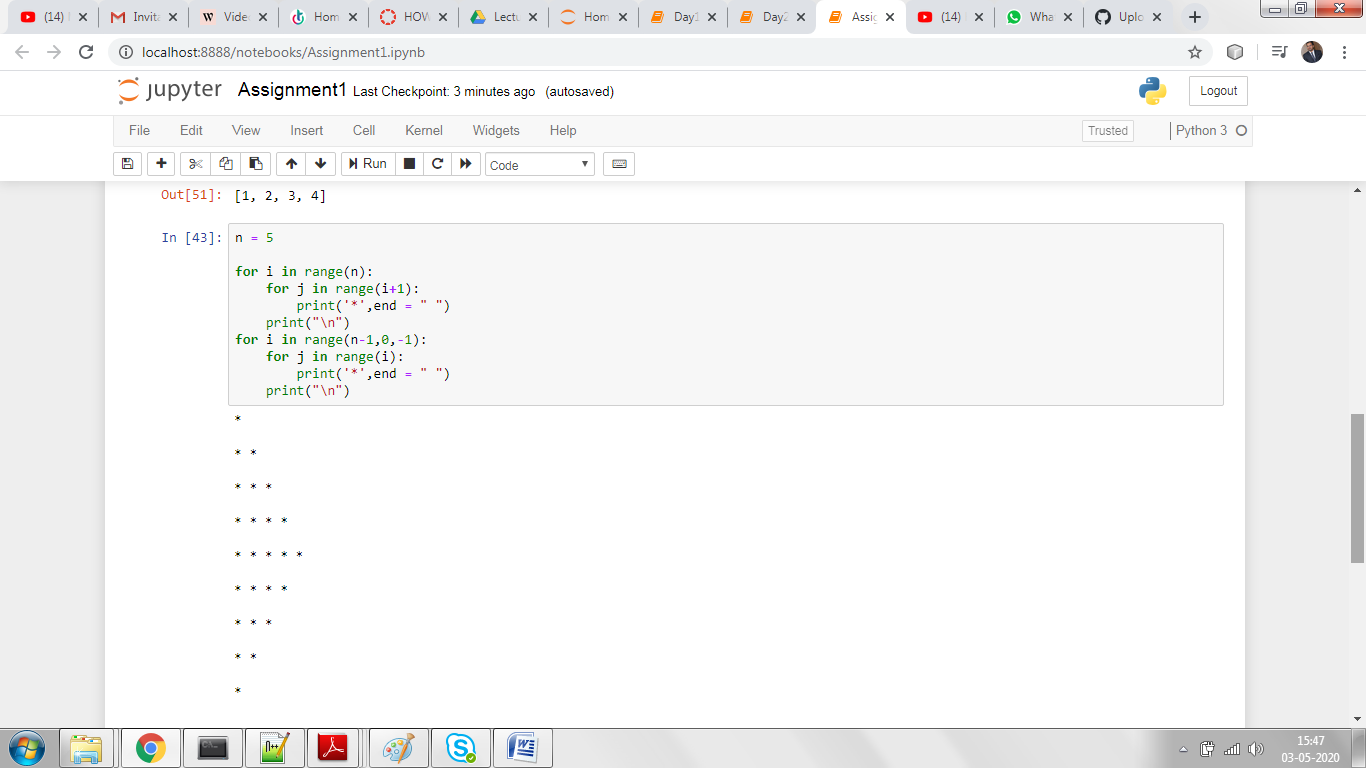 (14)
Invita
Vide
Hom
HOW
Lectu
Hom
Day1
Day2
Assig
(14)
Wha
Uplo
localhost:8888/notebooks/Assignment1.ipynb
jupyter Assignment1 Last Checkpoint: 3 minutes ago (autosaved)
Logout
File Edit View Insert Cell Kernel Widgets Help
Trusted
Python 3
Run
Code
Out[51]: [1, 2, 3, 4]
In [43]: n = 5
for i in range(n):
    for j in range(i+1):
        print('*',end = " ")
    print("\n")
for i in range(n-1,0,-1):
    for j in range(i):
        print('*',end = " ")
    print("\n")
*
* *
* * *
* * * *
* * * * *
* * * *
* * *
* *
*
15:47
03-05-2020